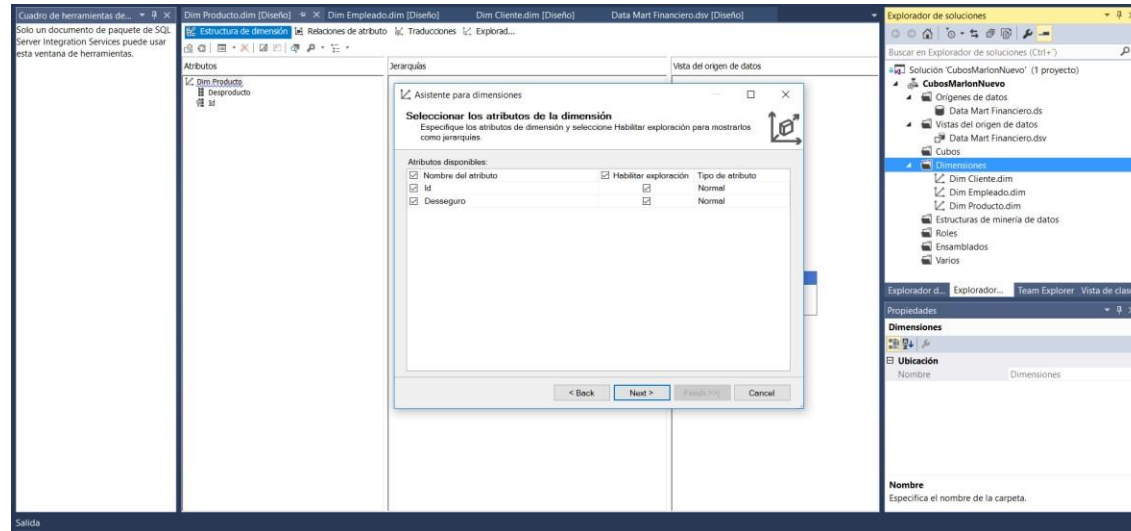 Cuadro de herramientas de...
Solo un documento de paquete de SQL
Server Integration Services puede usar
esta ventana de herramientas.
Dim Producto.dim [Diseño]
Dim Empleado.dim [Diseño]
Dim Cliente.dim [Diseño]
Data Mart Financiero.dsv [Diseño]
Estructura de dimensión
Relaciones de atributo
Traducciones
Explorad...
Atributos
Jerarquías
Vista del origen de datos
Dim Producto
Desproducto
Id
Asistente para dimensiones
Seleccionar los atributos de la dimensión
Especifique los atributos de dimensión y seleccione Habilitar exploración para mostrarlos
como jerarquías.
Atributos disponibles:
Nombre del atributo
Habilitar exploración
Tipo de atributo
Id
Normal
Desseguro
Normal
< Back
Next >
Finish >>|
Cancel
Explorador de soluciones
Buscar en Explorador de soluciones (Ctrl+¨)
Solución 'CubosMarlonNuevo' (1 proyecto)
CubosMarlonNuevo
Orígenes de datos
Data Mart Financiero.ds
Vistas del origen de datos
Data Mart Financiero.dsv
Cubos
Dimensiones
Dim Cliente.dim
Dim Empleado.dim
Dim Producto.dim
Estructuras de minería de datos
Roles
Ensamblados
Varios
Explorador d...
Explorador...
Team Explorer
Vista de clas
Propiedades
Dimensiones
Ubicación
Nombre
Dimensiones
Nombre
Especifica el nombre de la carpeta.
Salida